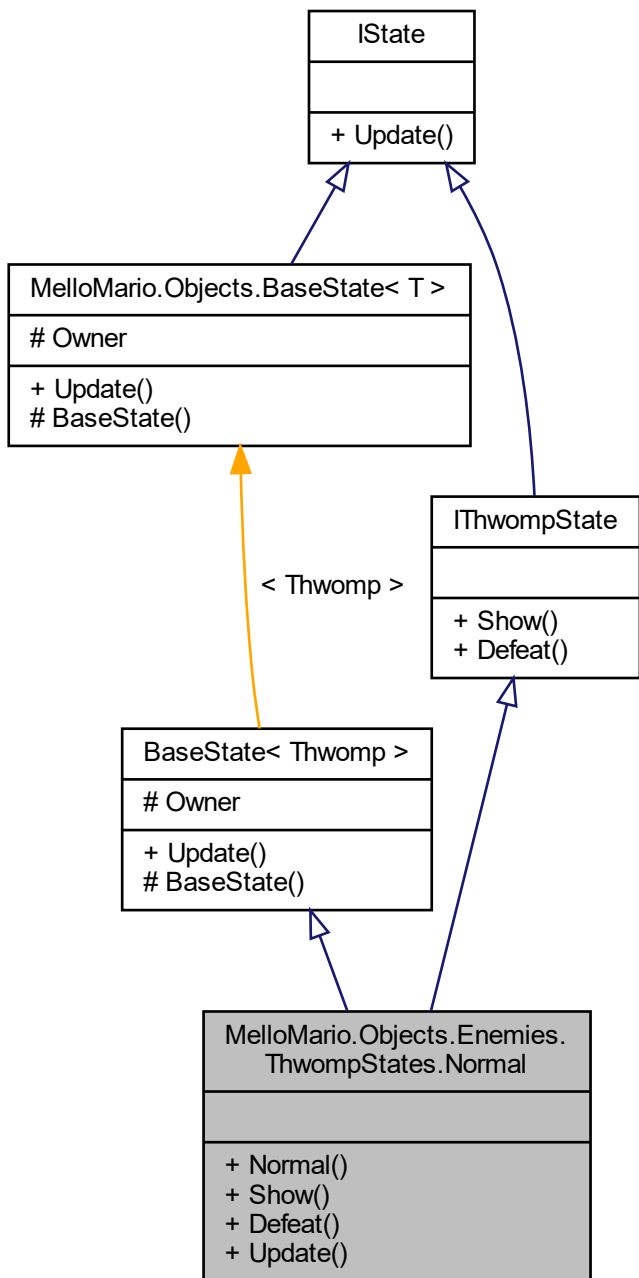 IState
+ Update()
MelloMario.Objects.BaseState< T >
# Owner
+ Update()
# BaseState()
IThwompState
+ Show()
+ Defeat()
< Thwomp >
BaseState< Thwomp >
# Owner
+ Update()
# BaseState()
MelloMario.Objects.Enemies.
ThwompStates.Normal
+ Normal()
+ Show()
+ Defeat()
+ Update()